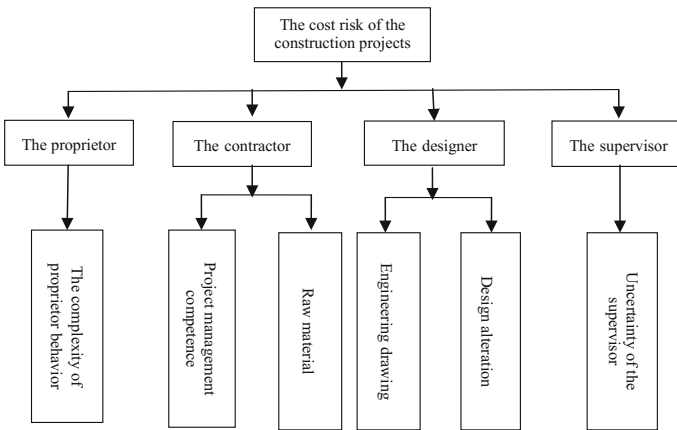 The cost risk of the
construction projects
The proprietor
The contractor
The designer
The supervisor
The complexity of
proprietor behavior
Project management
competence
Raw material
Engineering drawing
Design alteration
Uncertainty of the
supervisor